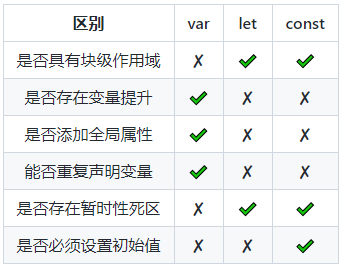 区别 var let const
是否具有块级作用域 ✗ ✔ ✔
是否存在变量提升 ✔ ✗ ✗
是否添加全局属性 ✔ ✗ ✗
能否重复声明变量 ✔ ✗ ✗
是否存在暂时性死区 ✗ ✔ ✔
是否必须设置初始值 ✗ ✗ ✔